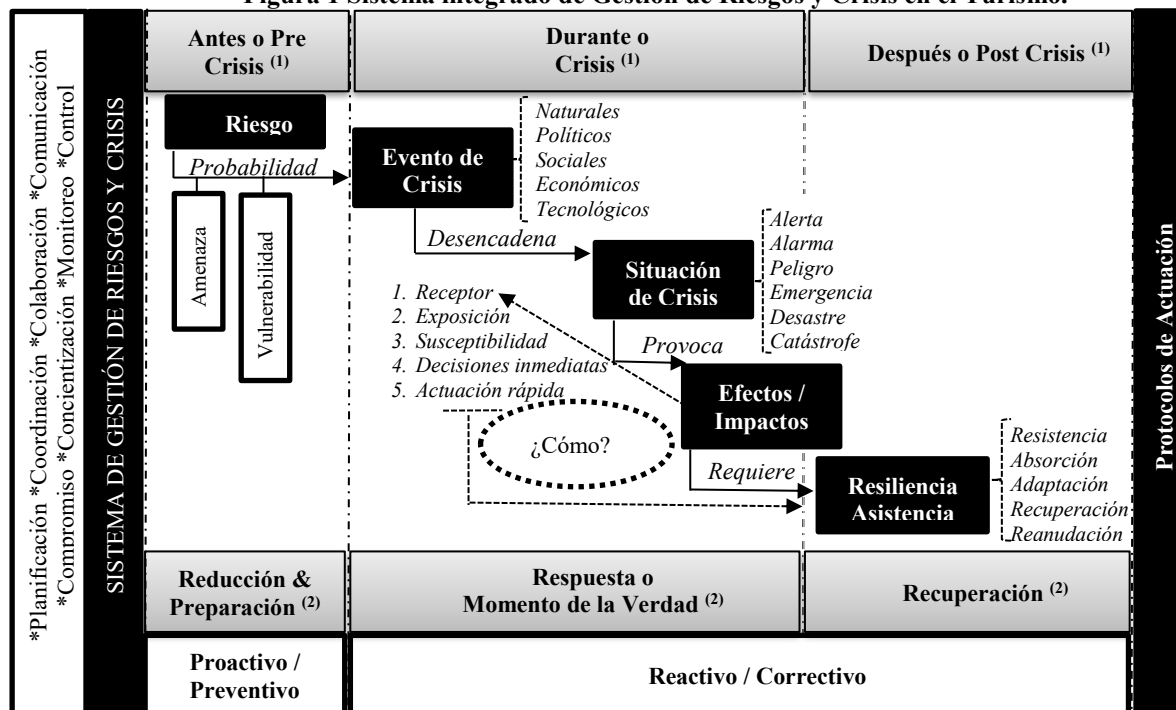 Figura 1 Sistema integrado de Gestión de Riesgos y Crisis en el Turismo.
*Planificación *Coordinación *Colaboración *Comunicación
*Compromiso *Concientización *Monitoreo *Control
SISTEMA DE GESTIÓN DE RIESGOS Y CRISIS
Antes o Pre
Crisis (1)
Durante o
Crisis (1)
Después o Post Crisis (1)
Riesgo
Probabilidad
Amenaza
Vulnerabilidad
Evento de
Crisis
Naturales
Políticos
Sociales
Económicos
Tecnológicos
Desencadena
Situación
de Crisis
Alerta
Alarma
Peligro
Emergencia
Desastre
Catástrofe
1. Receptor
2. Exposición
3. Susceptibilidad
4. Decisiones inmediatas
5. Actuación rápida
Provoca
Efectos /
Impactos
¿Cómo?
Requiere
Resiliencia
Asistencia
Resistencia
Absorción
Adaptación
Recuperación
Reanudación
Reducción &
Preparación (2)
Respuesta o
Momento de la Verdad (2)
Recuperación (2)
Proactivo /
Preventivo
Reactivo / Correctivo
Protocolos de Actuación